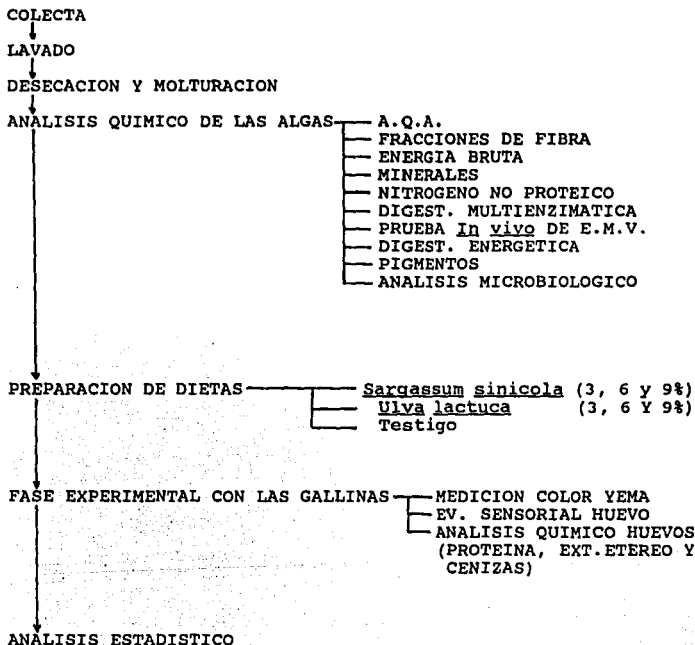 COLECTA
LAVADO
DESECACION Y MOLTURACION
ANALISIS QUIMICO DE LAS ALGAS
A.Q.A.
FRACCIONES DE FIBRA
ENERGIA BRUTA
MINERALES
NITROGENO NO PROTEICO
DIGEST. MULTIENZIMATICA
PRUEBA In vivo DE E.M.V.
DIGEST. ENERGETICA
PIGMENTOS
ANALISIS MICROBIOLOGICO
PREPARACION DE DIETAS
Sargassum sinicola (3, 6 y 9%)
Ulva lactuca (3, 6 Y 9%)
Testigo
FASE EXPERIMENTAL CON LAS GALLINAS
MEDICION COLOR YEMA
EV. SENSORIAL HUEVO
ANALISIS QUIMICO HUEVOS
(PROTEINA, EXT.ETEREO Y
CENIZAS)
ANALISIS ESTADISTICO